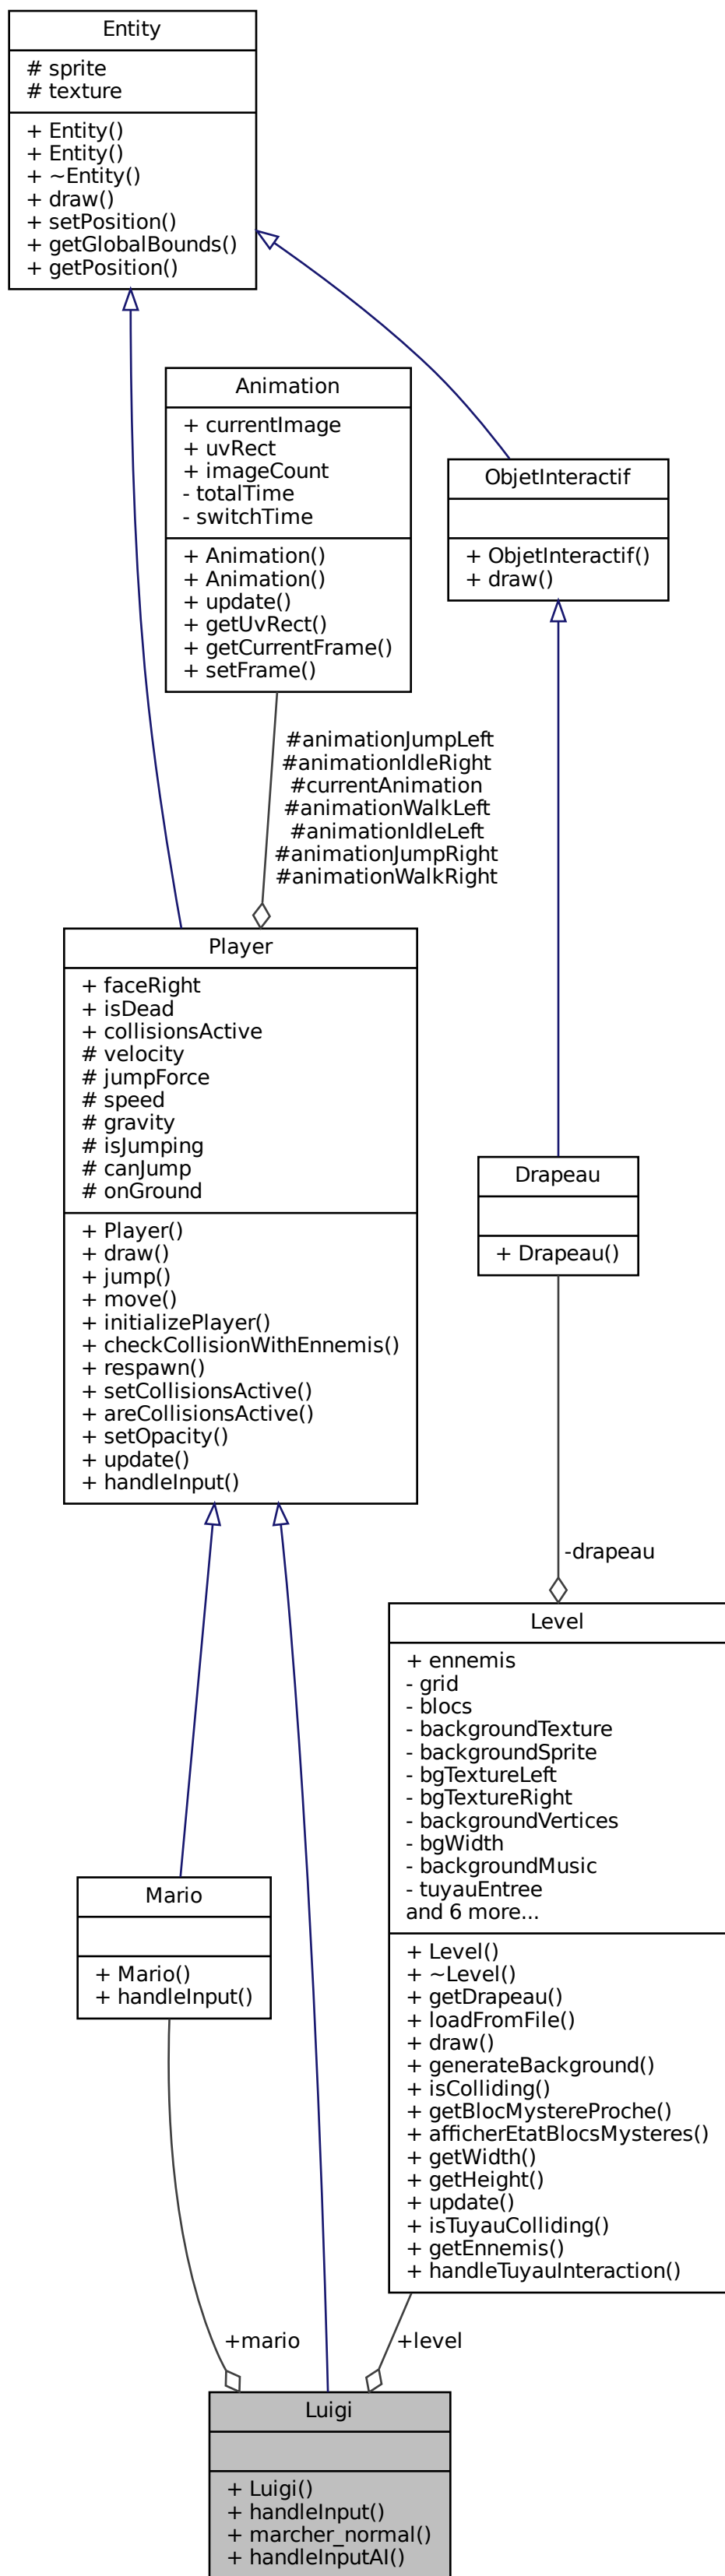 Entity
# sprite
# texture
+ Entity()
+ Entity()
+ ~Entity()
+ draw()
+ setPosition()
+ getGlobalBounds()
+ getPosition()
Animation
+ currentImage
+ uvRect
+ imageCount
- totalTime
- switchTime
+ Animation()
+ Animation()
+ update()
+ getUvRect()
+ getCurrentFrame()
+ setFrame()
ObjetInteractif
+ ObjetInteractif()
+ draw()
#animationJumpLeft
#animationIdleRight
#currentAnimation
#animationWalkLeft
#animationIdleLeft
#animationJumpRight
#animationWalkRight
Player
+ faceRight
+ isDead
+ collisionsActive
# velocity
# jumpForce
# speed
# gravity
# isJumping
# canJump
# onGround
+ Player()
+ draw()
+ jump()
+ move()
+ initializePlayer()
+ checkCollisionWithEnnemis()
+ respawn()
+ setCollisionsActive()
+ areCollisionsActive()
+ setOpacity()
+ update()
+ handleInput()
Drapeau
+ Drapeau()
-drapeau
Level
+ ennemis
- grid
- blocs
- backgroundTexture
- backgroundSprite
- bgTextureLeft
- bgTextureRight
- backgroundVertices
- bgWidth
- backgroundMusic
- tuyauEntree
and 6 more...
+ Level()
+ ~Level()
+ getDrapeau()
+ loadFromFile()
+ draw()
+ generateBackground()
+ isColliding()
+ getBlocMystereProche()
+ afficherEtatBlocsMysteres()
+ getWidth()
+ getHeight()
+ update()
+ isTuyauColliding()
+ getEnnemis()
+ handleTuyauInteraction()
Mario
+ Mario()
+ handleInput()
+mario
+level
Luigi
+ Luigi()
+ handleInput()
+ marcher_normal()
+ handleInputAI()